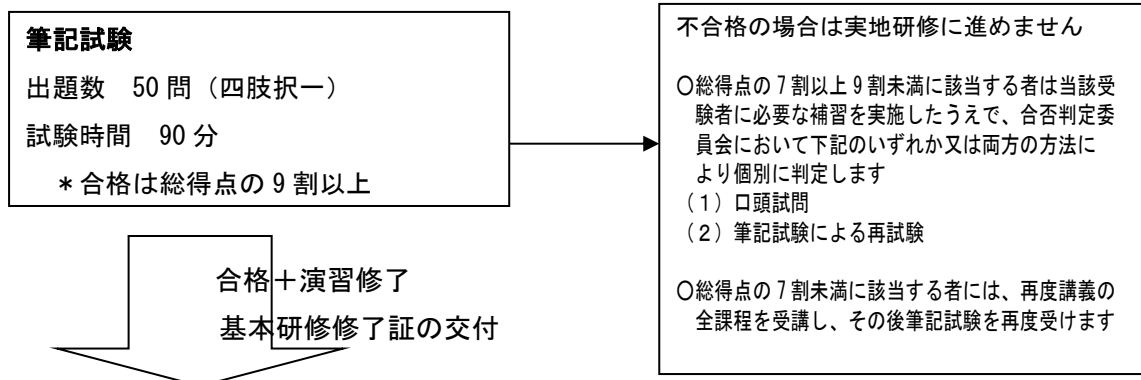 筆記試験
出題数 50問（四肢択一）
試験時間 90分
＊合格は総得点の9割以上
合格＋演習修了
基本研修修了証の交付
不合格の場合は実地研修に進めません
〇総得点の7割以上9割未満に該当する者は当該受
験者に必要な補習を実施したうえで、合否判定委
員会において下記のいずれか又は両方の方法に
より個別に判定します
（1）口頭試問
（2）筆記試験による再試験
〇総得点の7割未満に該当する者には、再度講義の
全課程を受講し、その後筆記試験を再度受けます